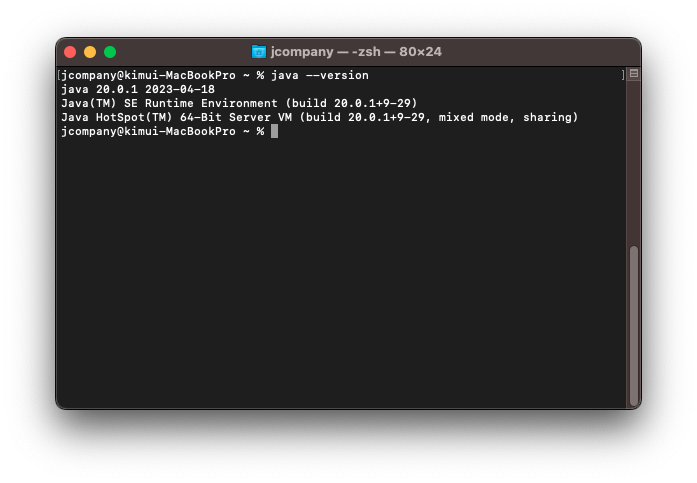 jcompany — -zsh — 80×24
[jcompany@kimui-MacBookPro ~ % java --version ]
java 20.0.1 2023-04-18
Java(TM) SE Runtime Environment (build 20.0.1+9-29)
Java HotSpot(TM) 64-Bit Server VM (build 20.0.1+9-29, mixed mode, sharing)
jcompany@kimui-MacBookPro ~ %